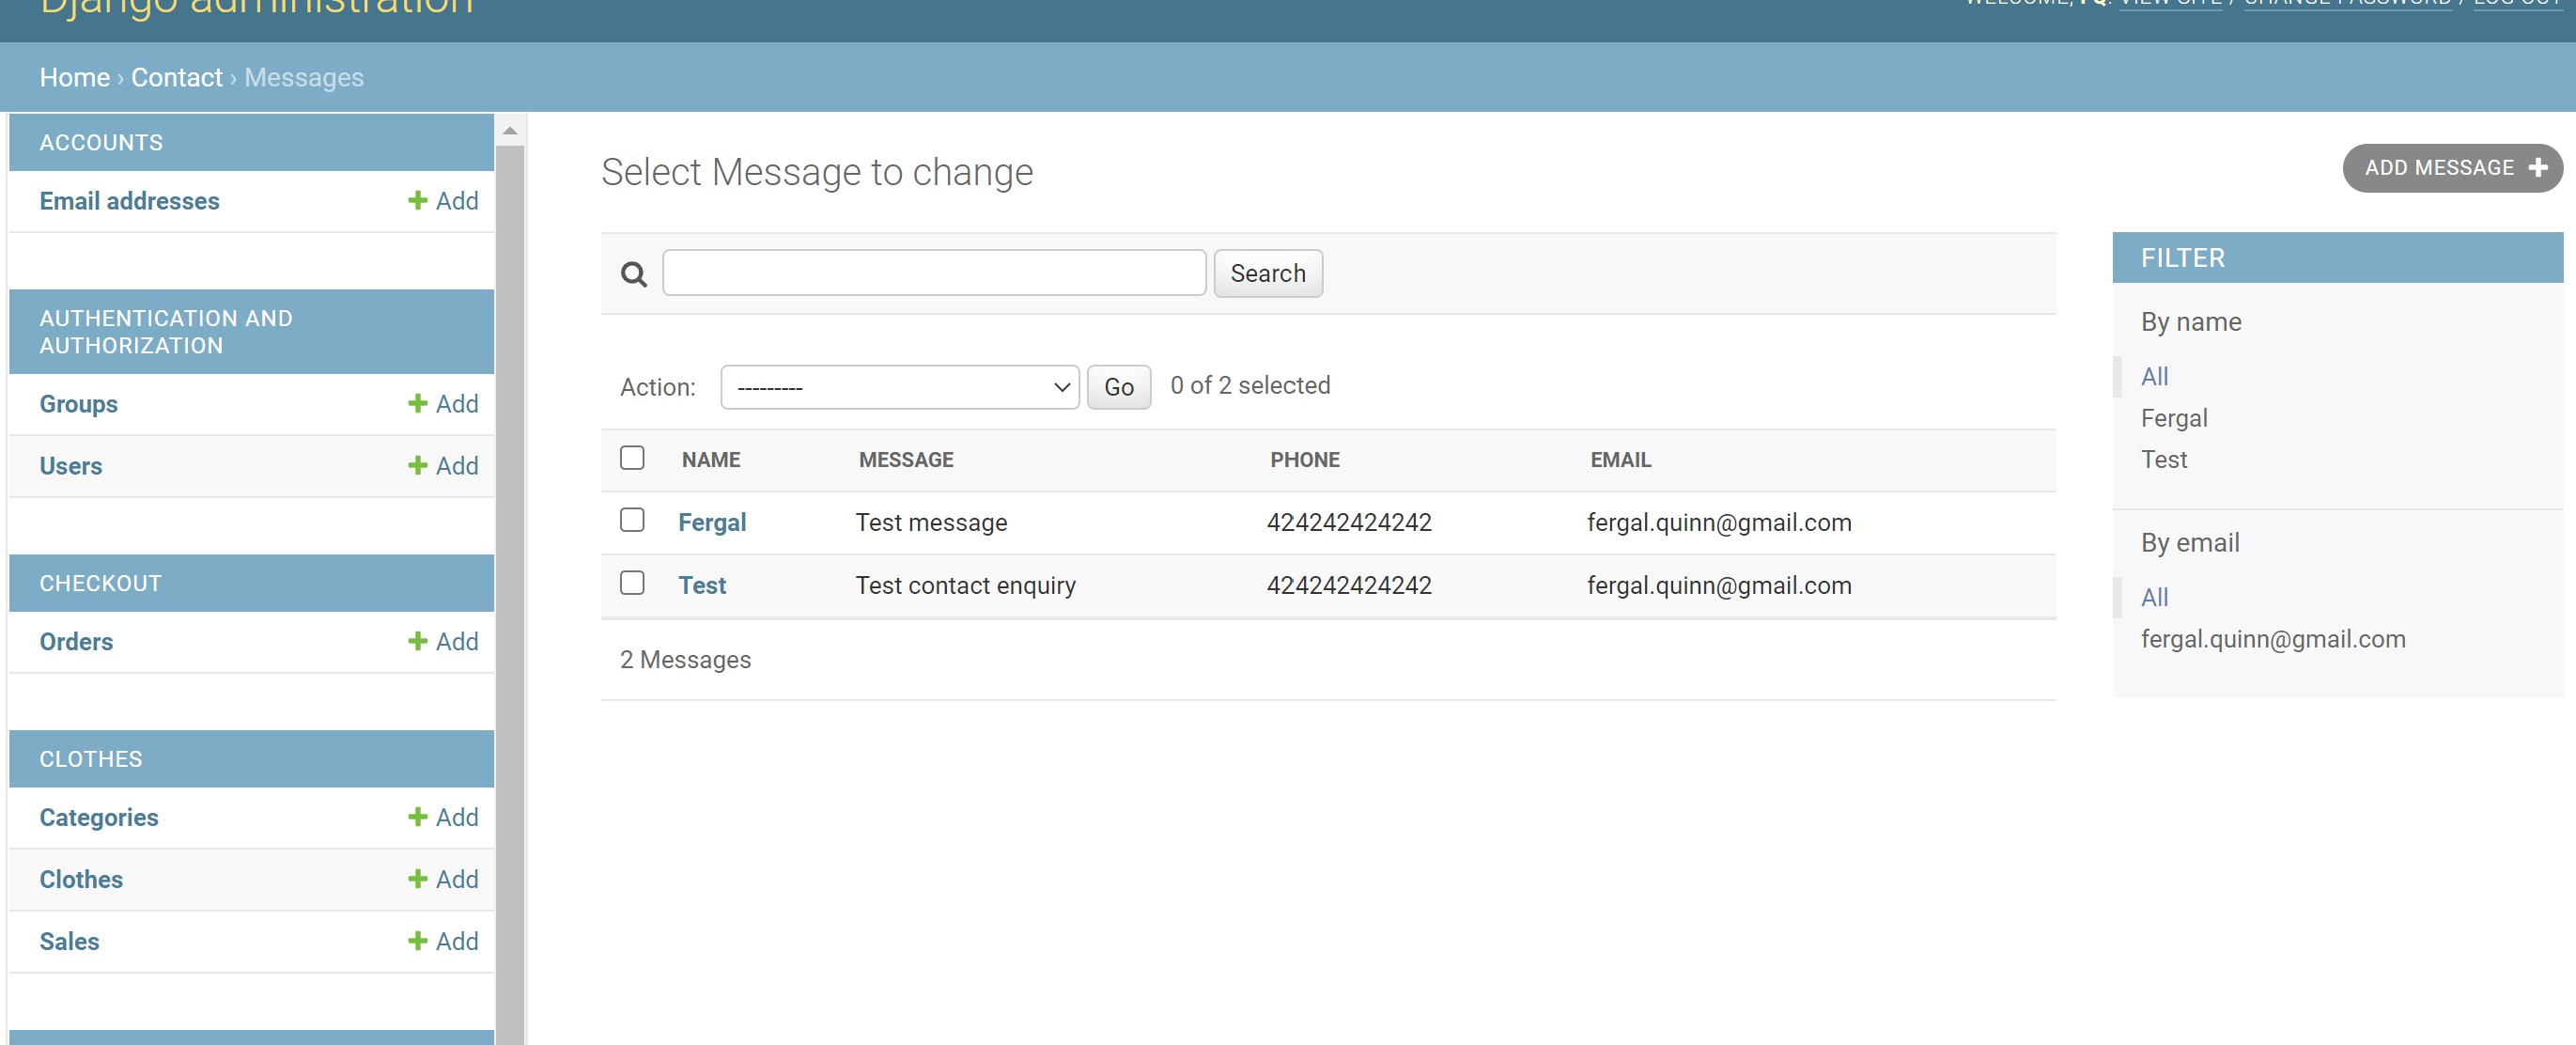 Django administration
WELCOME, FQ. VIEW SITE / CHANGE PASSWORD / LOG OUT
Home › Contact › Messages
ACCOUNTS
Email addresses + Add
AUTHENTICATION AND
AUTHORIZATION
Groups + Add
Users + Add
CHECKOUT
Orders + Add
CLOTHES
Categories + Add
Clothes + Add
Sales + Add
Select Message to change
ADD MESSAGE +
Search
Action: --------- Go 0 of 2 selected
NAME MESSAGE PHONE EMAIL
Fergal Test message 424242424242 fergal.quinn@gmail.com
Test Test contact enquiry 424242424242 fergal.quinn@gmail.com
2 Messages
FILTER
By name
All
Fergal
Test
By email
All
fergal.quinn@gmail.com